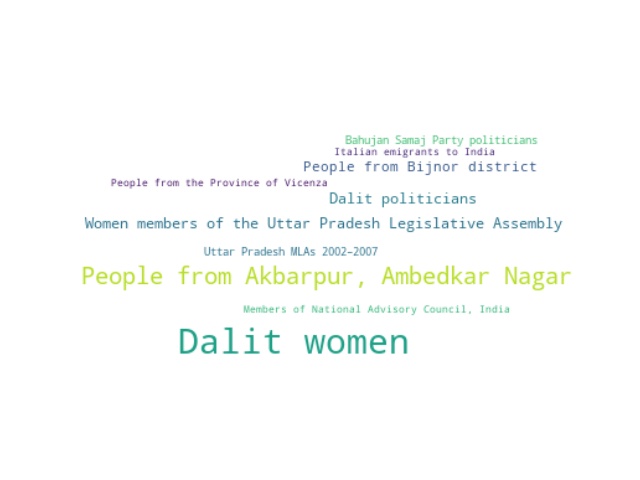 Bahujan Samaj Party politicians
Italian emigrants to India
People from Bijnor district
People from the Province of Vicenza
Dalit politicians
Women members of the Uttar Pradesh Legislative Assembly
Uttar Pradesh MLAs 2002–2007
People from Akbarpur, Ambedkar Nagar
Members of National Advisory Council, India
Dalit women